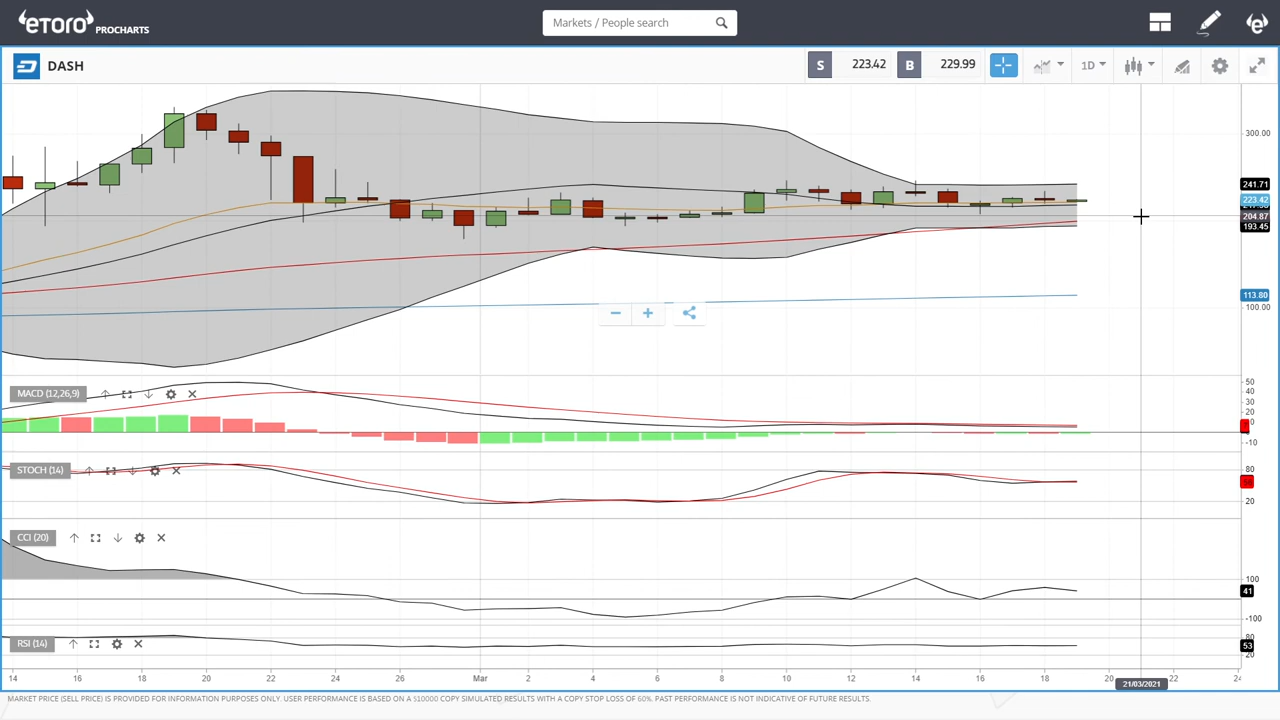 etoro PROCHARTS
Markets / People search
DASH
S 223.42 B 229.99
1D
300.00
241.71
223.42
204.87
193.45
113.80
100.00
MACD (12,26,9)
50
40
30
20
-10
STOCH (14)
80
20
CCI (20)
100
41
-100
RSI (14)
80
53
20
14 16 18 20 22 24 26 Mar 2 4 6 8 10 12 14 16 18 20 22 24
21/03/2021
MARKET PRICE (SELL PRICE) IS PROVIDED FOR INFORMATION PURPOSES ONLY. USER PERFORMANCE IS BASED ON A $10000 COPY SIMULATED RESULTS WITH A COPY STOP LOSS OF 60%. PAST PERFORMANCE IS NOT INDICATIVE OF FUTURE RESULTS.